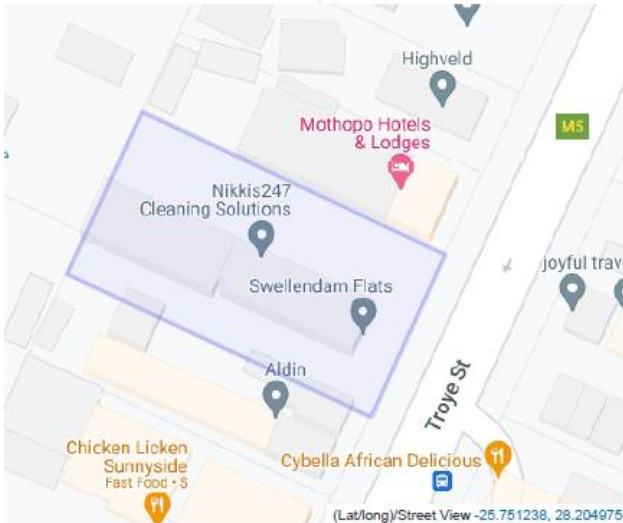 Highveld
Mothopo Hotels
& Lodges
M5
e
Nikkis247
Cleaning Solutions
joyful trav
Swellendam Flats
Aldin
Troye St
Chicken Licken
Sunnyside
Fast Food • $
Cybella African Delicious
(Lat/long)/Street View -25.751238, 28.204975